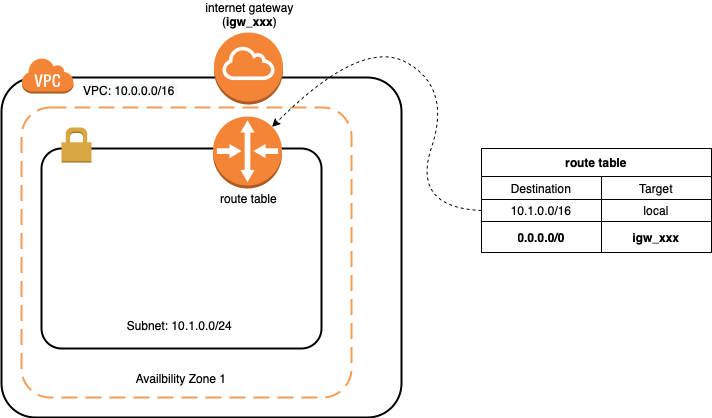 internet gateway
(igw_xxx)
VPC
VPC: 10.0.0.0/16
route table
route table
Destination Target
10.1.0.0/16 local
0.0.0.0/0 igw_xxx
Subnet: 10.1.0.0/24
Availbility Zone 1